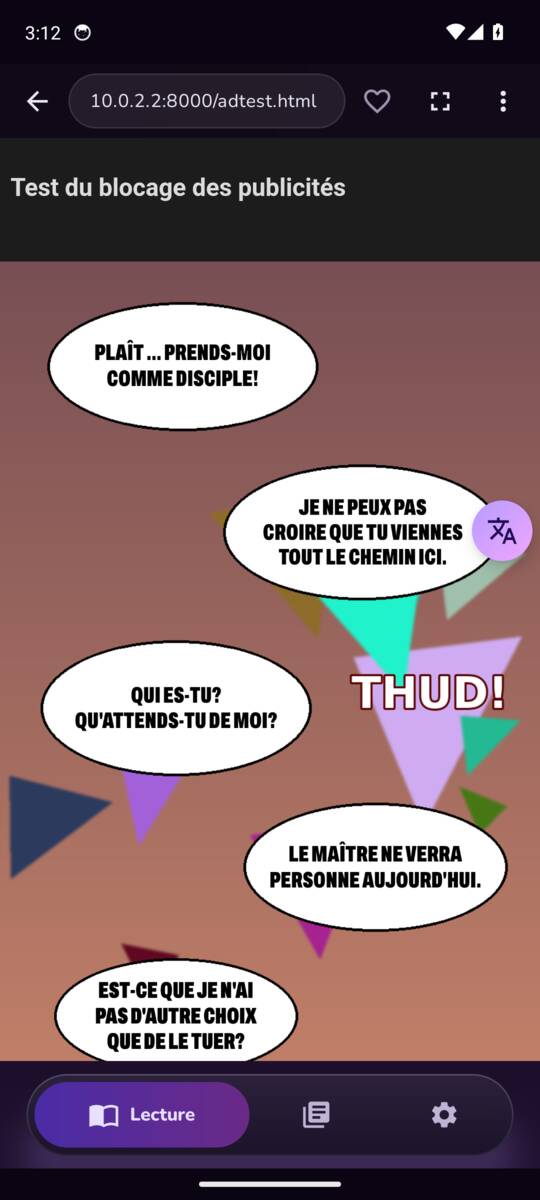 3:12
10.0.2.2:8000/adtest.html
Test du blocage des publicités
PLAÎT ... PRENDS-MOI
COMME DISCIPLE!
JE NE PEUX PAS
CROIRE QUE TU VIENNES
TOUT LE CHEMIN ICI.
QUI ES-TU?
QU'ATTENDS-TU DE MOI?
THUD!
LE MAÎTRE NE VERRA
PERSONNE AUJOURD'HUI.
EST-CE QUE JE N'AI
PAS D'AUTRE CHOIX
QUE DE LE TUER?
Lecture